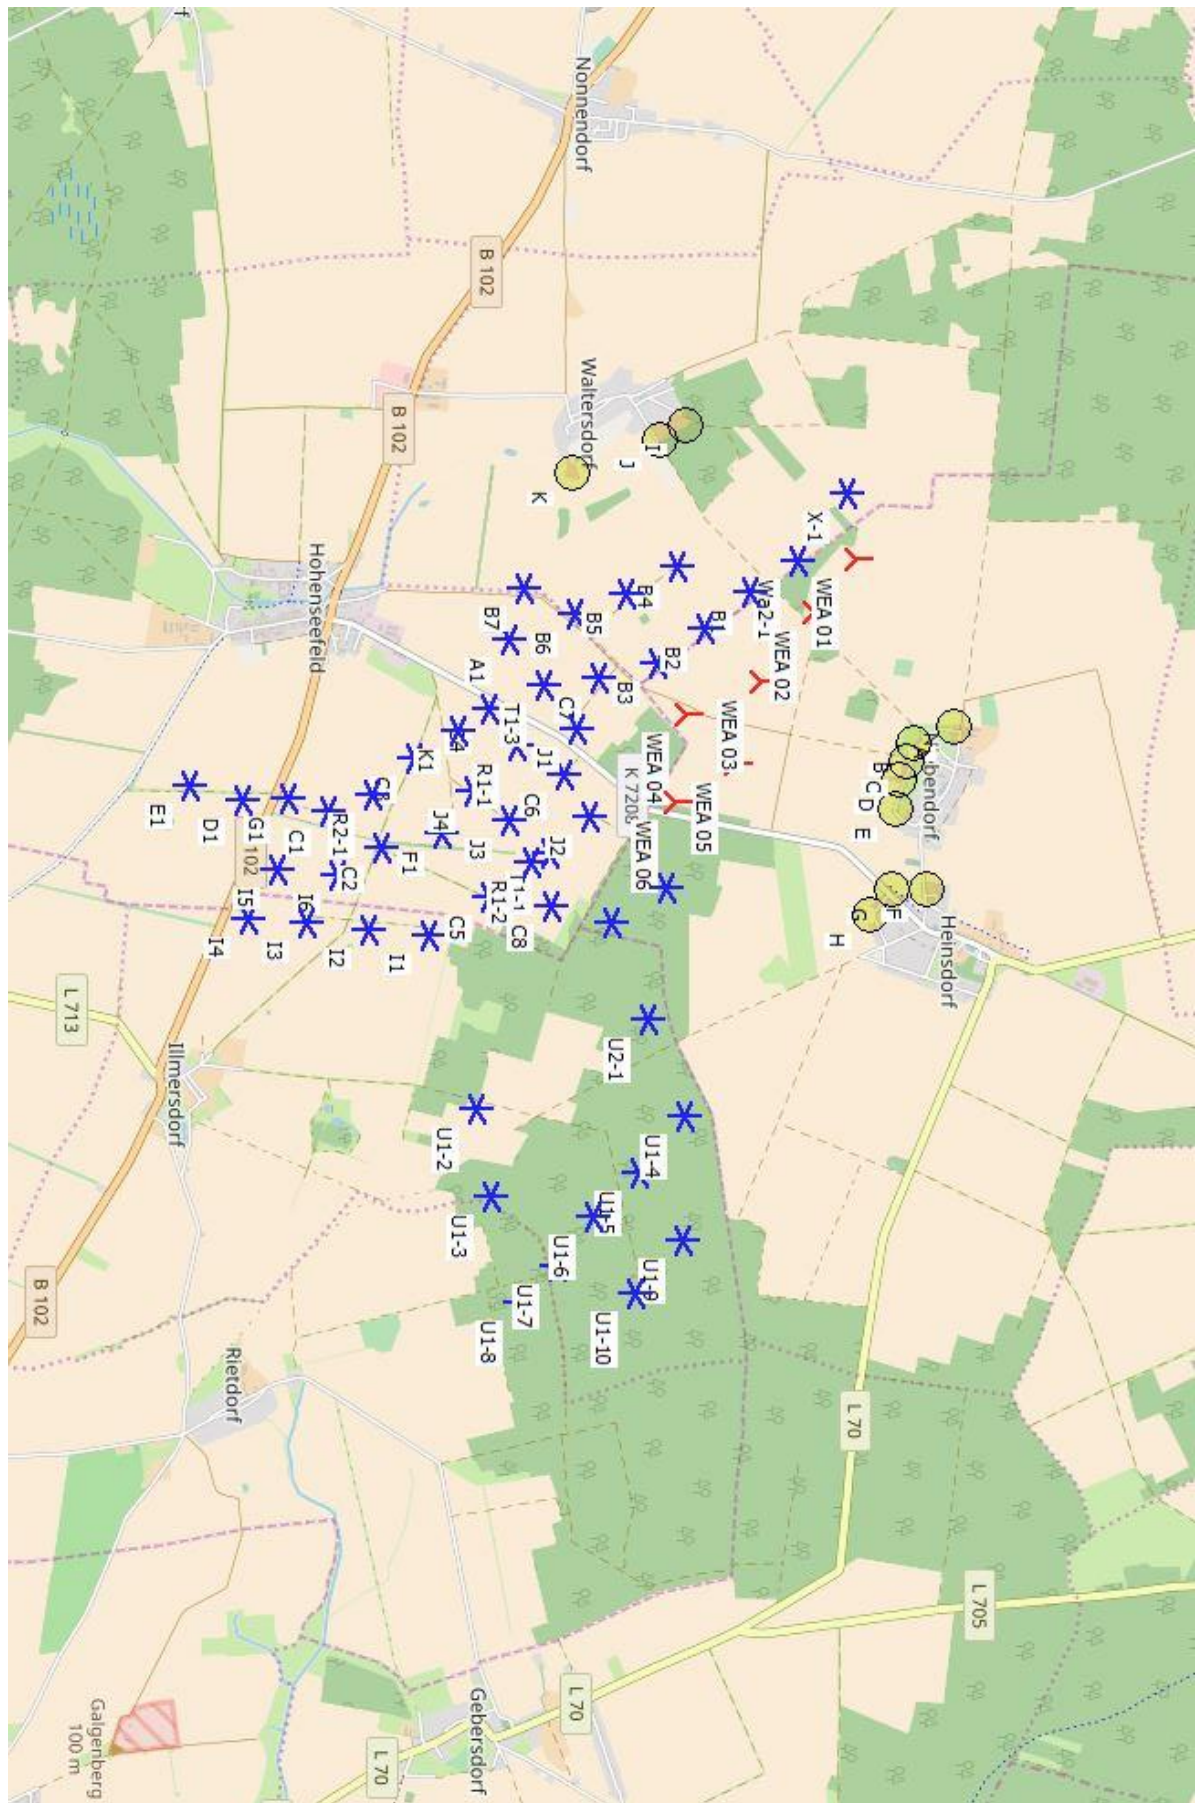 Nonnendorf
B 102
Waltersdorf
B 102
I
J
K
X-1
WEA 01
Wa2-1
WEA 02
B4
B1
B5
B2
WEA 03
B7
B6
B3
WEA 04
WEA 05
K 7208
WEA 06
Hohenseefeld
A1
T1-3
C7
J1
K1
R1-1
C6
J2
J3
J4
F1
T1-1
R1-2
C8
E1
D1
G1
102
C1
R2-1
C2
I6
I5
I4
I3
I2
I1
C5
B
C
D
E
F
G
H
Heinsdorf
L 713
Illmersdorf
U2-1
U1-2
U1-3
U1-4
U1-5
U1-6
U1-7
U1-8
U1-9
U1-10
B 102
Rietdorf
L 70
L 705
L 70
Gebersdorf
L 70
Galgenberg
100 m